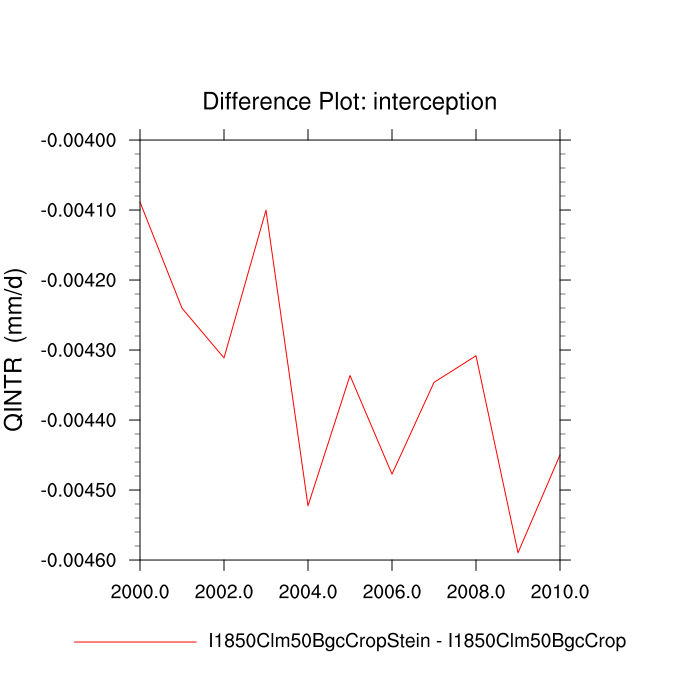 Difference Plot: interception
-0.00400
-0.00410
-0.00420
-0.00430
-0.00440
-0.00450
-0.00460
QINTR (mm/d)
2000.0 2002.0 2004.0 2006.0 2008.0 2010.0
I1850Clm50BgcCropStein - I1850Clm50BgcCrop